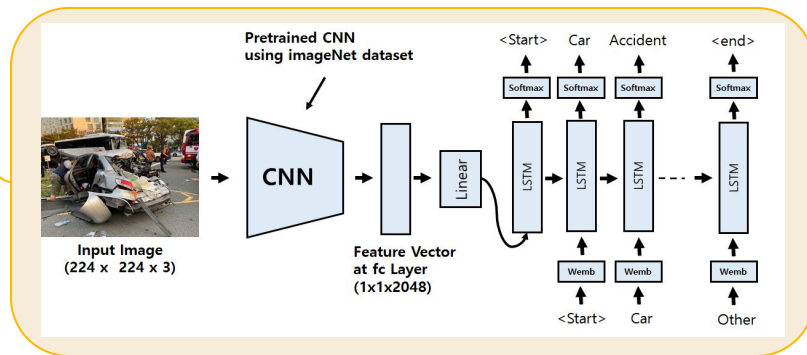 Pretrained CNN
using imageNet dataset
<Start>
Car
Accident
<end>
Softmax
Softmax
Softmax
Softmax
CNN
Linear
LSTM
LSTM
LSTM
LSTM
Input Image
(224 x 224 x 3)
Feature Vector
at fc Layer
(1x1x2048)
Wemb
Wemb
Wemb
<Start>
Car
Other